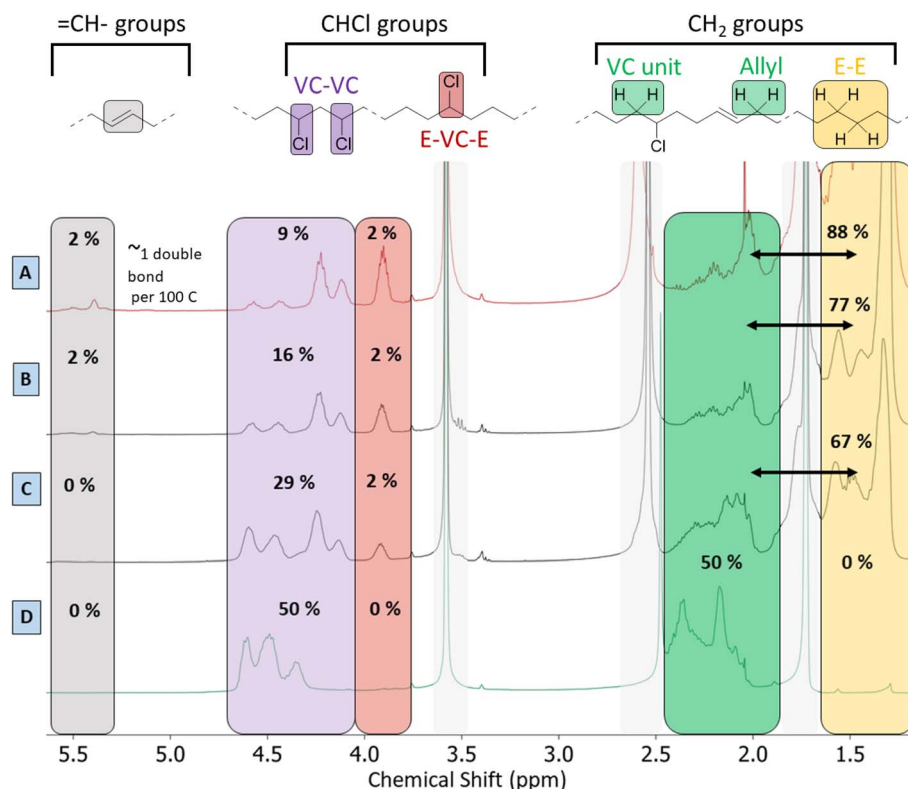 =CH- groups
CHCl groups
CH₂ groups
VC-VC
Cl
VC unit
Allyl
E-E
H H
H H
H H
Cl Cl
E-VC-E
Cl
H H
2 %
~1 double
bond
per 100 C
9 %
2 %
88 %
A
77 %
2 %
16 %
2 %
B
67 %
C
0 %
29 %
2 %
50 %
0 %
D
0 %
50 %
0 %
5.5 5.0 4.5 4.0 3.5 3.0 2.5 2.0 1.5
Chemical Shift (ppm)